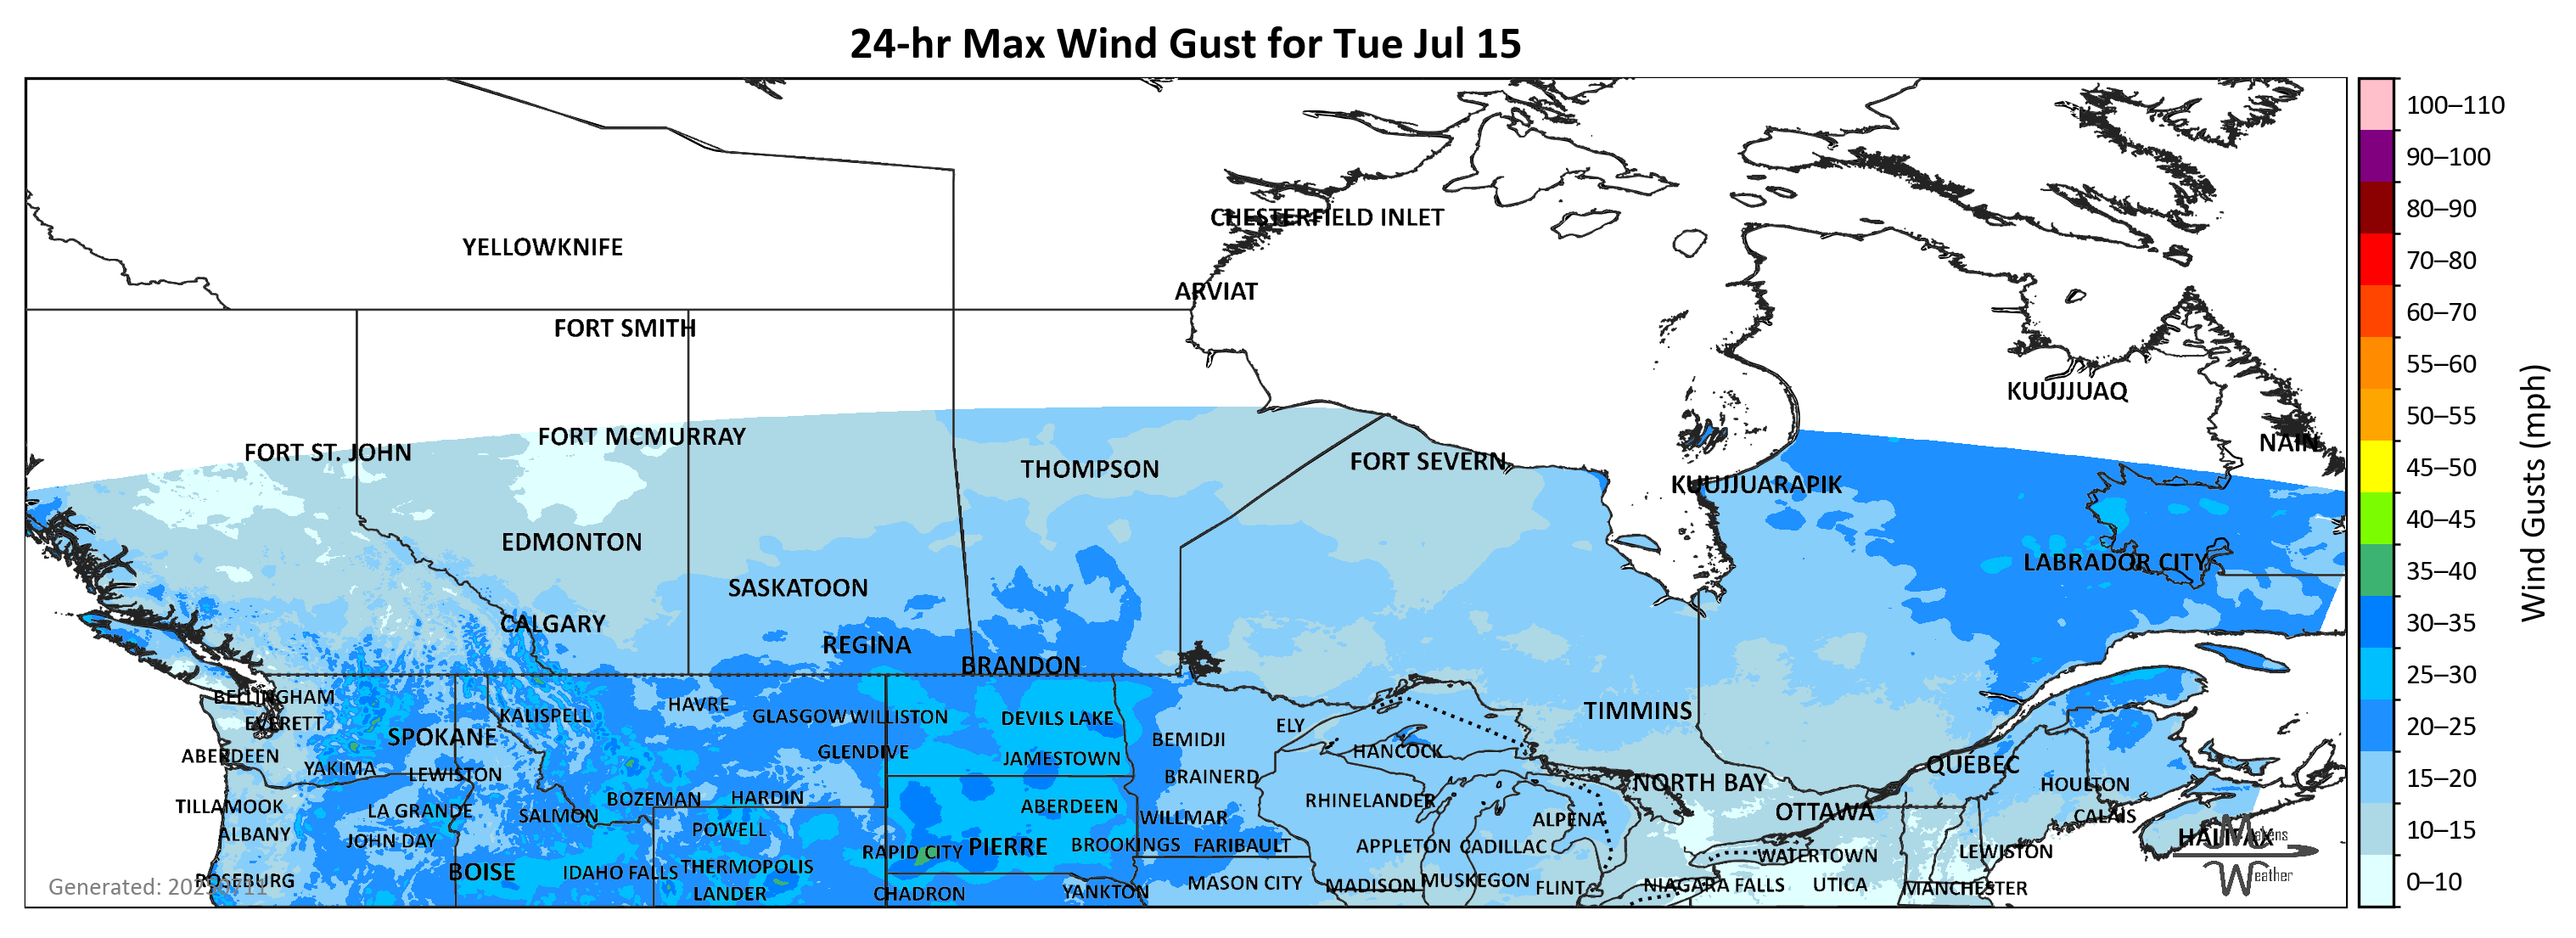 24-hr Max Wind Gust for Tue Jul 15
100–110
90–100
80–90
70–80
60–70
55–60
50–55
45–50
40–45
35–40
30–35
25–30
20–25
15–20
10–15
0–10
Wind Gusts (mph)
CHESTERFIELD INLET
YELLOWKNIFE
ARVIAT
FORT SMITH
KUUJJUAQ
FORT MCMURRAY
NAIN
FORT ST. JOHN
FORT SEVERN
THOMPSON
KUUJJUARAPIK
EDMONTON
LABRADOR CITY
SASKATOON
CALGARY
REGINA
BRANDON
BELLINGHAM
HAVRE
TIMMINS
KALISPELL
GLASGOW
WILLISTON
DEVILS LAKE
EVERETT
ELY
SPOKANE
BEMIDJI
GLENDIVE
HANCOCK
ABERDEEN
JAMESTOWN
QUEBEC
YAKIMA
LEWISTON
BRAINERD
NORTH BAY
HOULTON
BOZEMAN
HARDIN
RHINELANDER
TILLAMOOK
ABERDEEN
LA GRANDE
OTTAWA
SALMON
CALAIS
WILLMAR
ALPENA
POWELL
ALBANY
HALIFAX
JOHN DAY
BROOKINGS
FARIBAULT
APPLETON
CADILLAC
PIERRE
RAPID CITY
LEWISTON
WATERTOWN
THERMOPOLIS
BOISE
IDAHO FALLS
ROSEBURG
MUSKEGON
MASON CITY
MADISON
NIAGARA FALLS
UTICA
FLINT
MANCHESTER
YANKTON
LANDER
CHADRON
Makens
Weather
Generated: